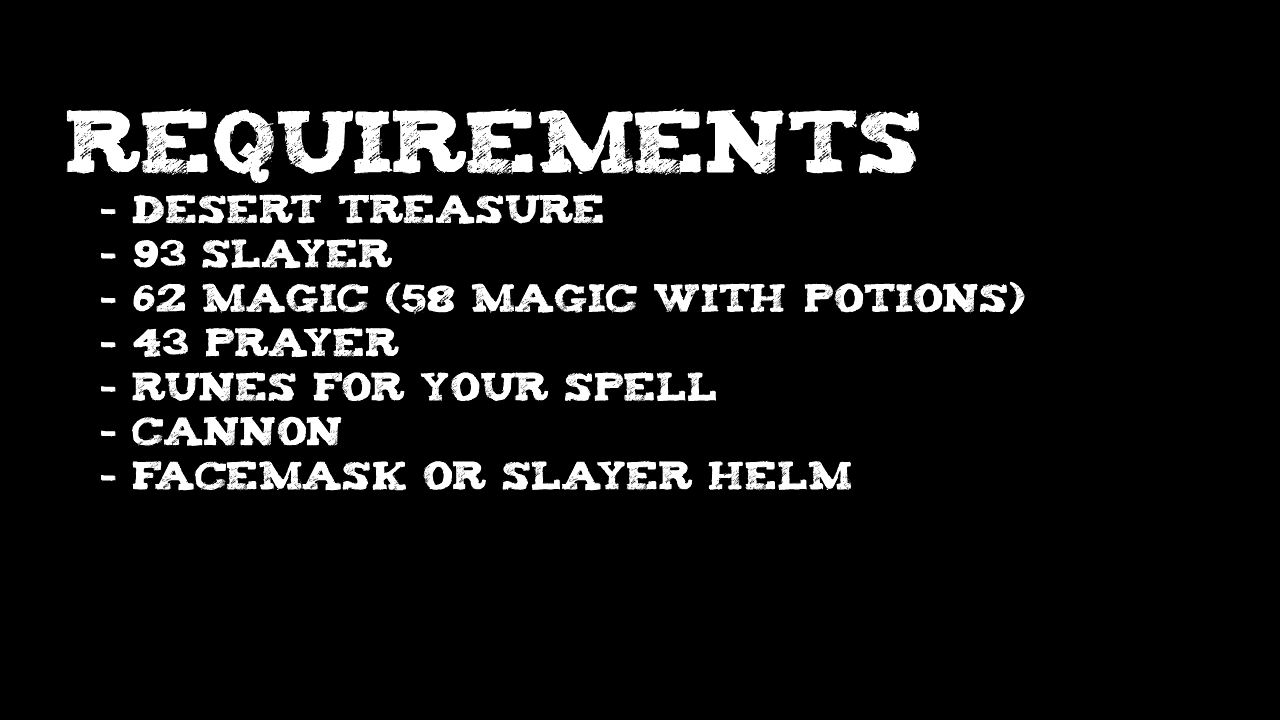 REQUIREMENTS
- DESERT TREASURE
- 93 SLAYER
- 62 MAGIC (58 MAGIC WITH POTIONS)
- 43 PRAYER
- RUNES FOR YOUR SPELL
- CANNON
- FACEMASK OR SLAYER HELM